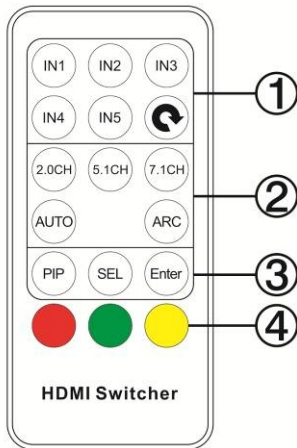 IN1 IN2 IN3
①
IN4 IN5
2.0CH 5.1CH 7.1CH
②
AUTO ARC
PIP SEL Enter
③
④
HDMI Switcher